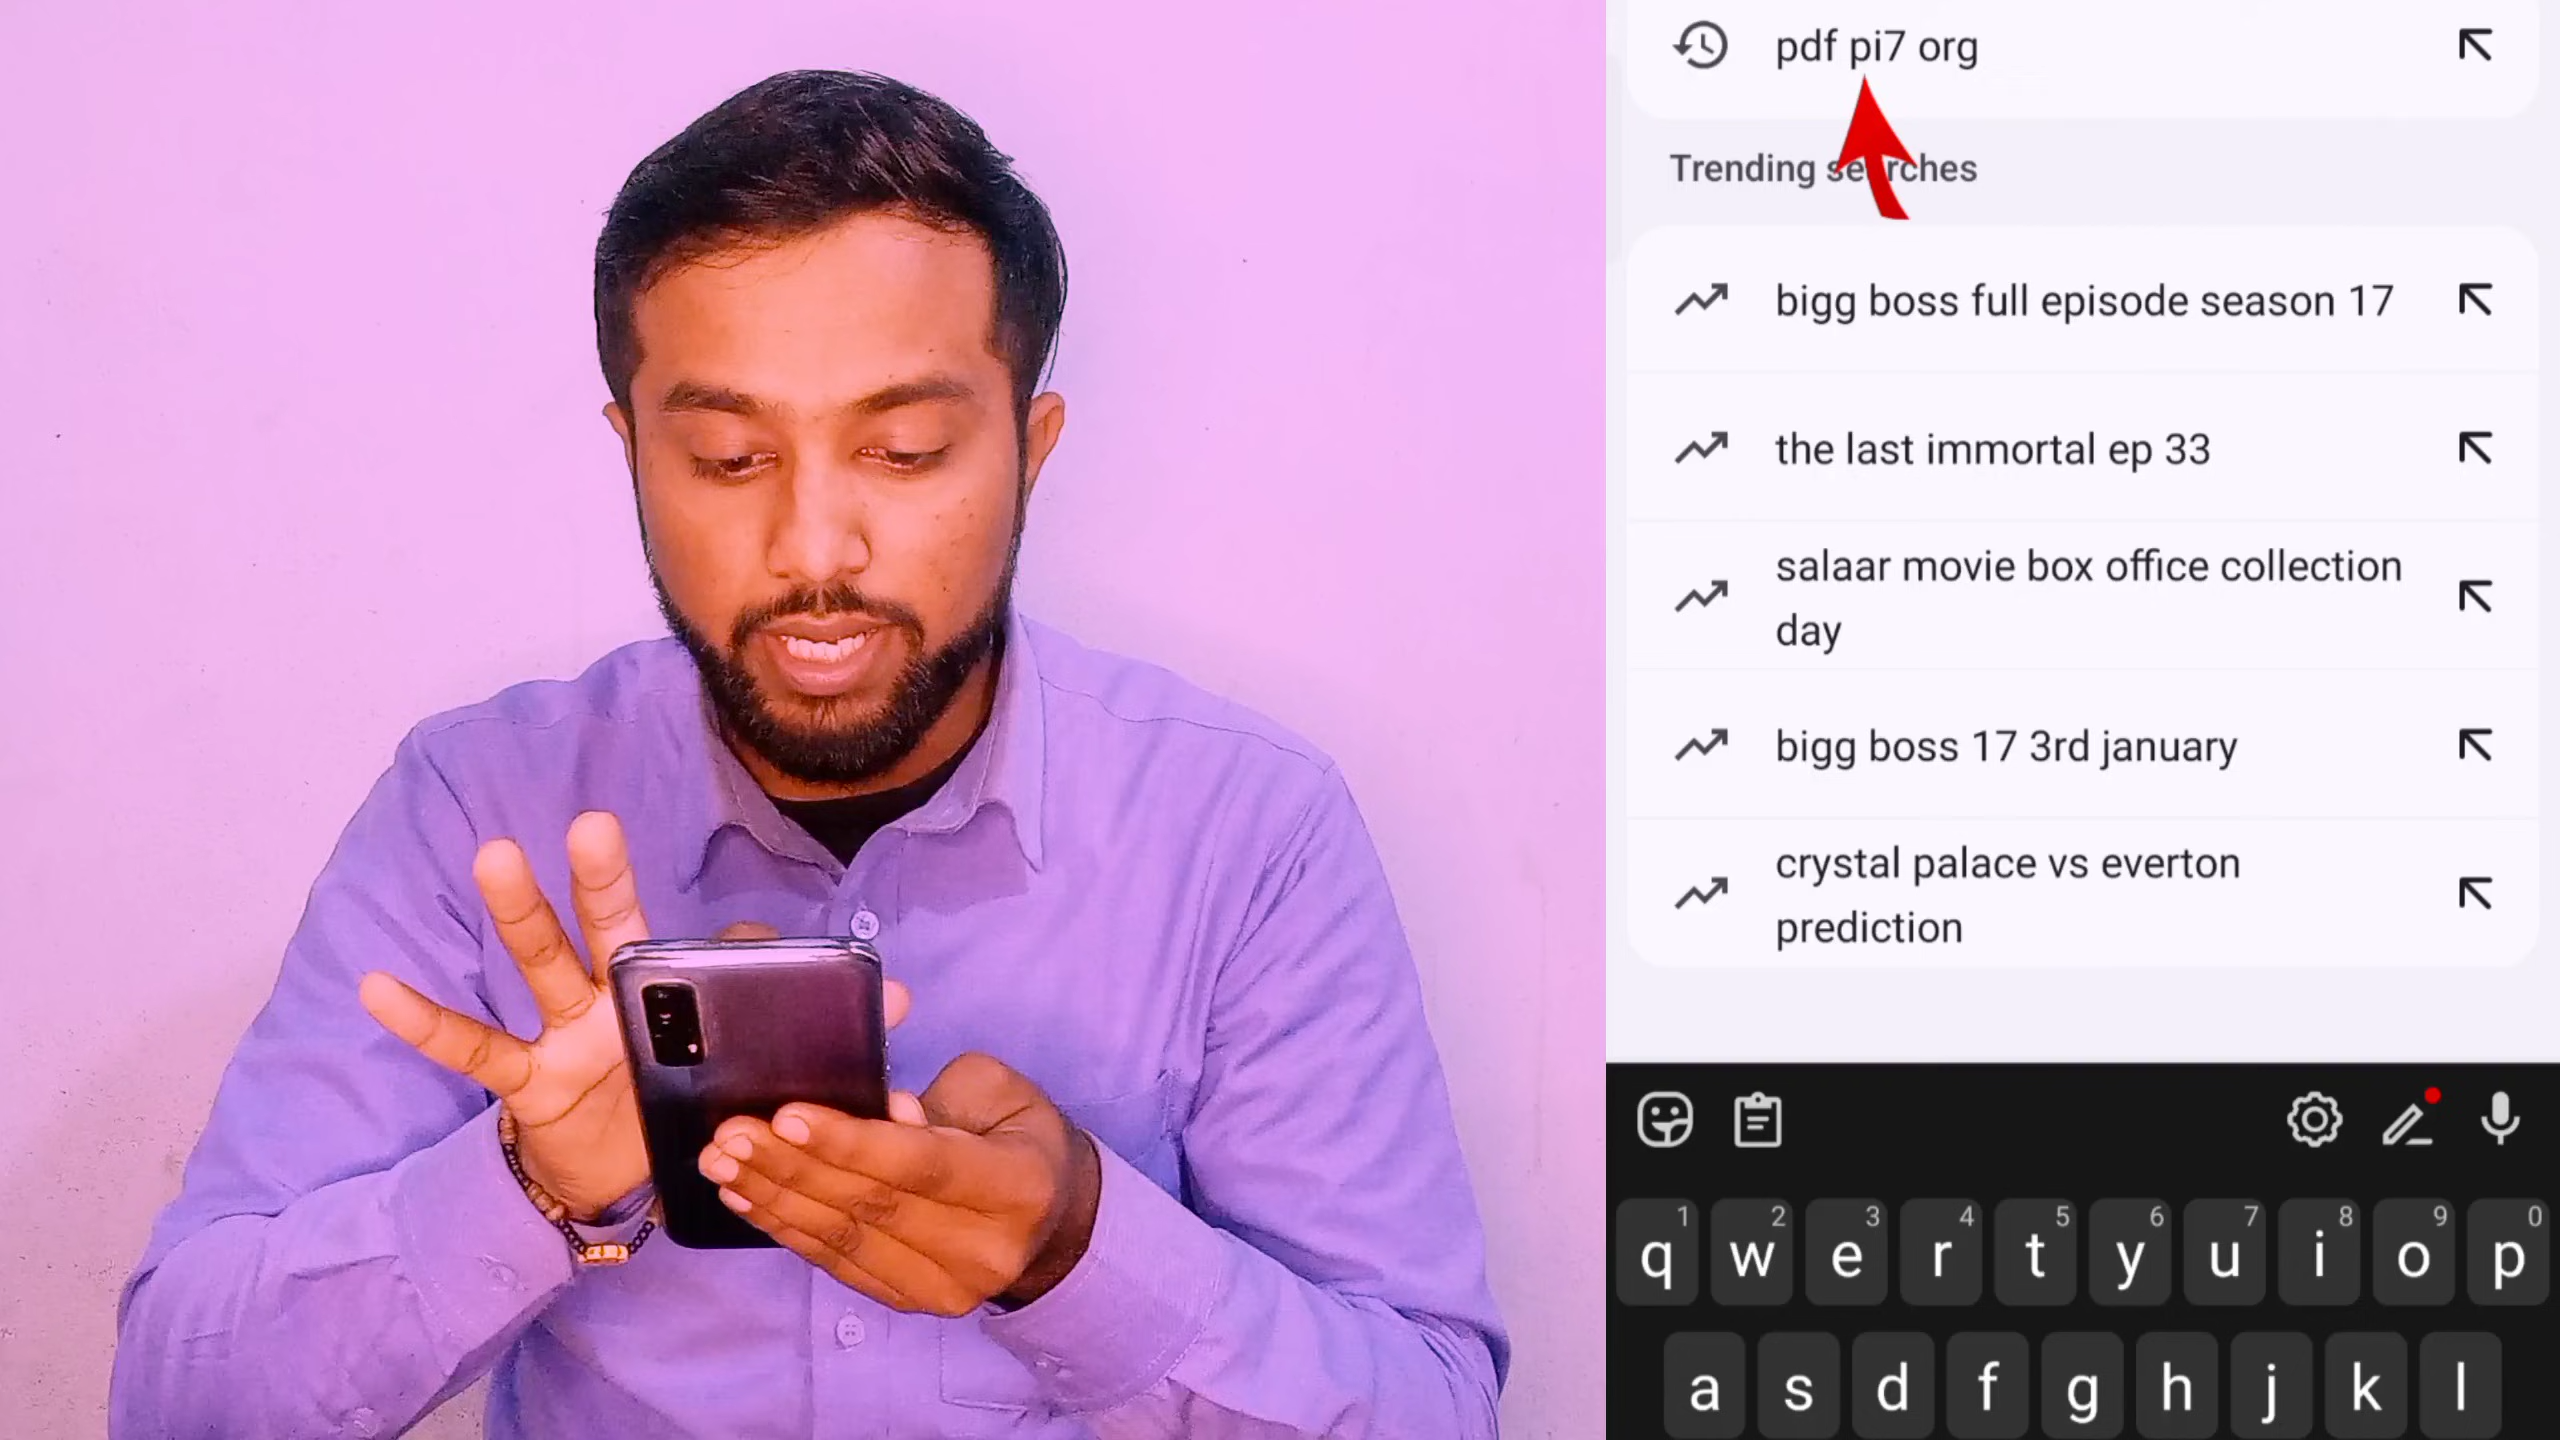 pdf pi7 org
Trending searches
bigg boss full episode season 17
the last immortal ep 33
salaar movie box office collection
day
bigg boss 17 3rd january
crystal palace vs everton
prediction
1 2 3 4 5 6 7 8 9 0
q w e r t y u i o p
a s d f g h j k l